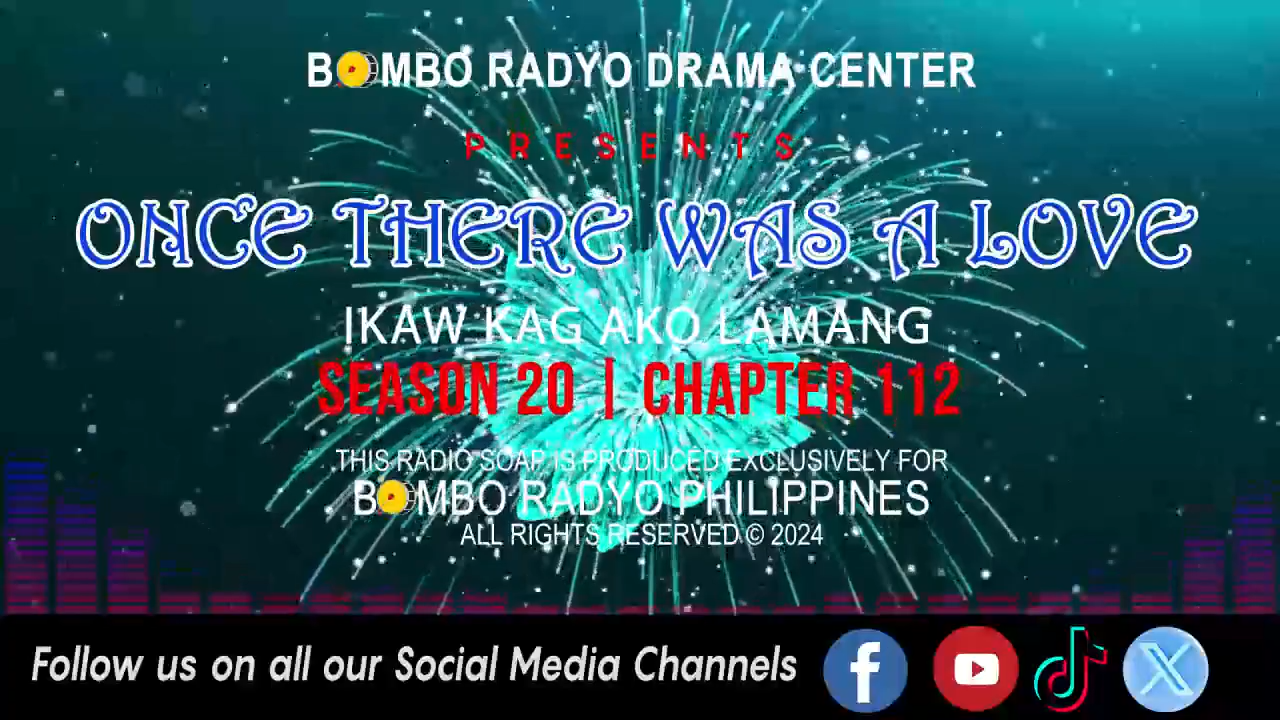 BOMBO RADYO DRAMA CENTER
PRESENTS
ONCE THERE WAS A LOVE
IKAW KAG AKO LAMANG
SEASON 20 | CHAPTER 112
THIS RADIO SOAP IS PRODUCED EXCLUSIVELY FOR
BOMBO RADYO PHILIPPINES
ALL RIGHTS RESERVED © 2024
Follow us on all our Social Media Channels